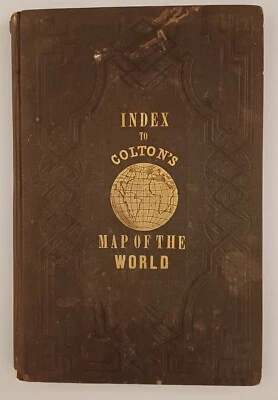 INDEX
TO
COLTON'S
MAP OF THE
WORLD